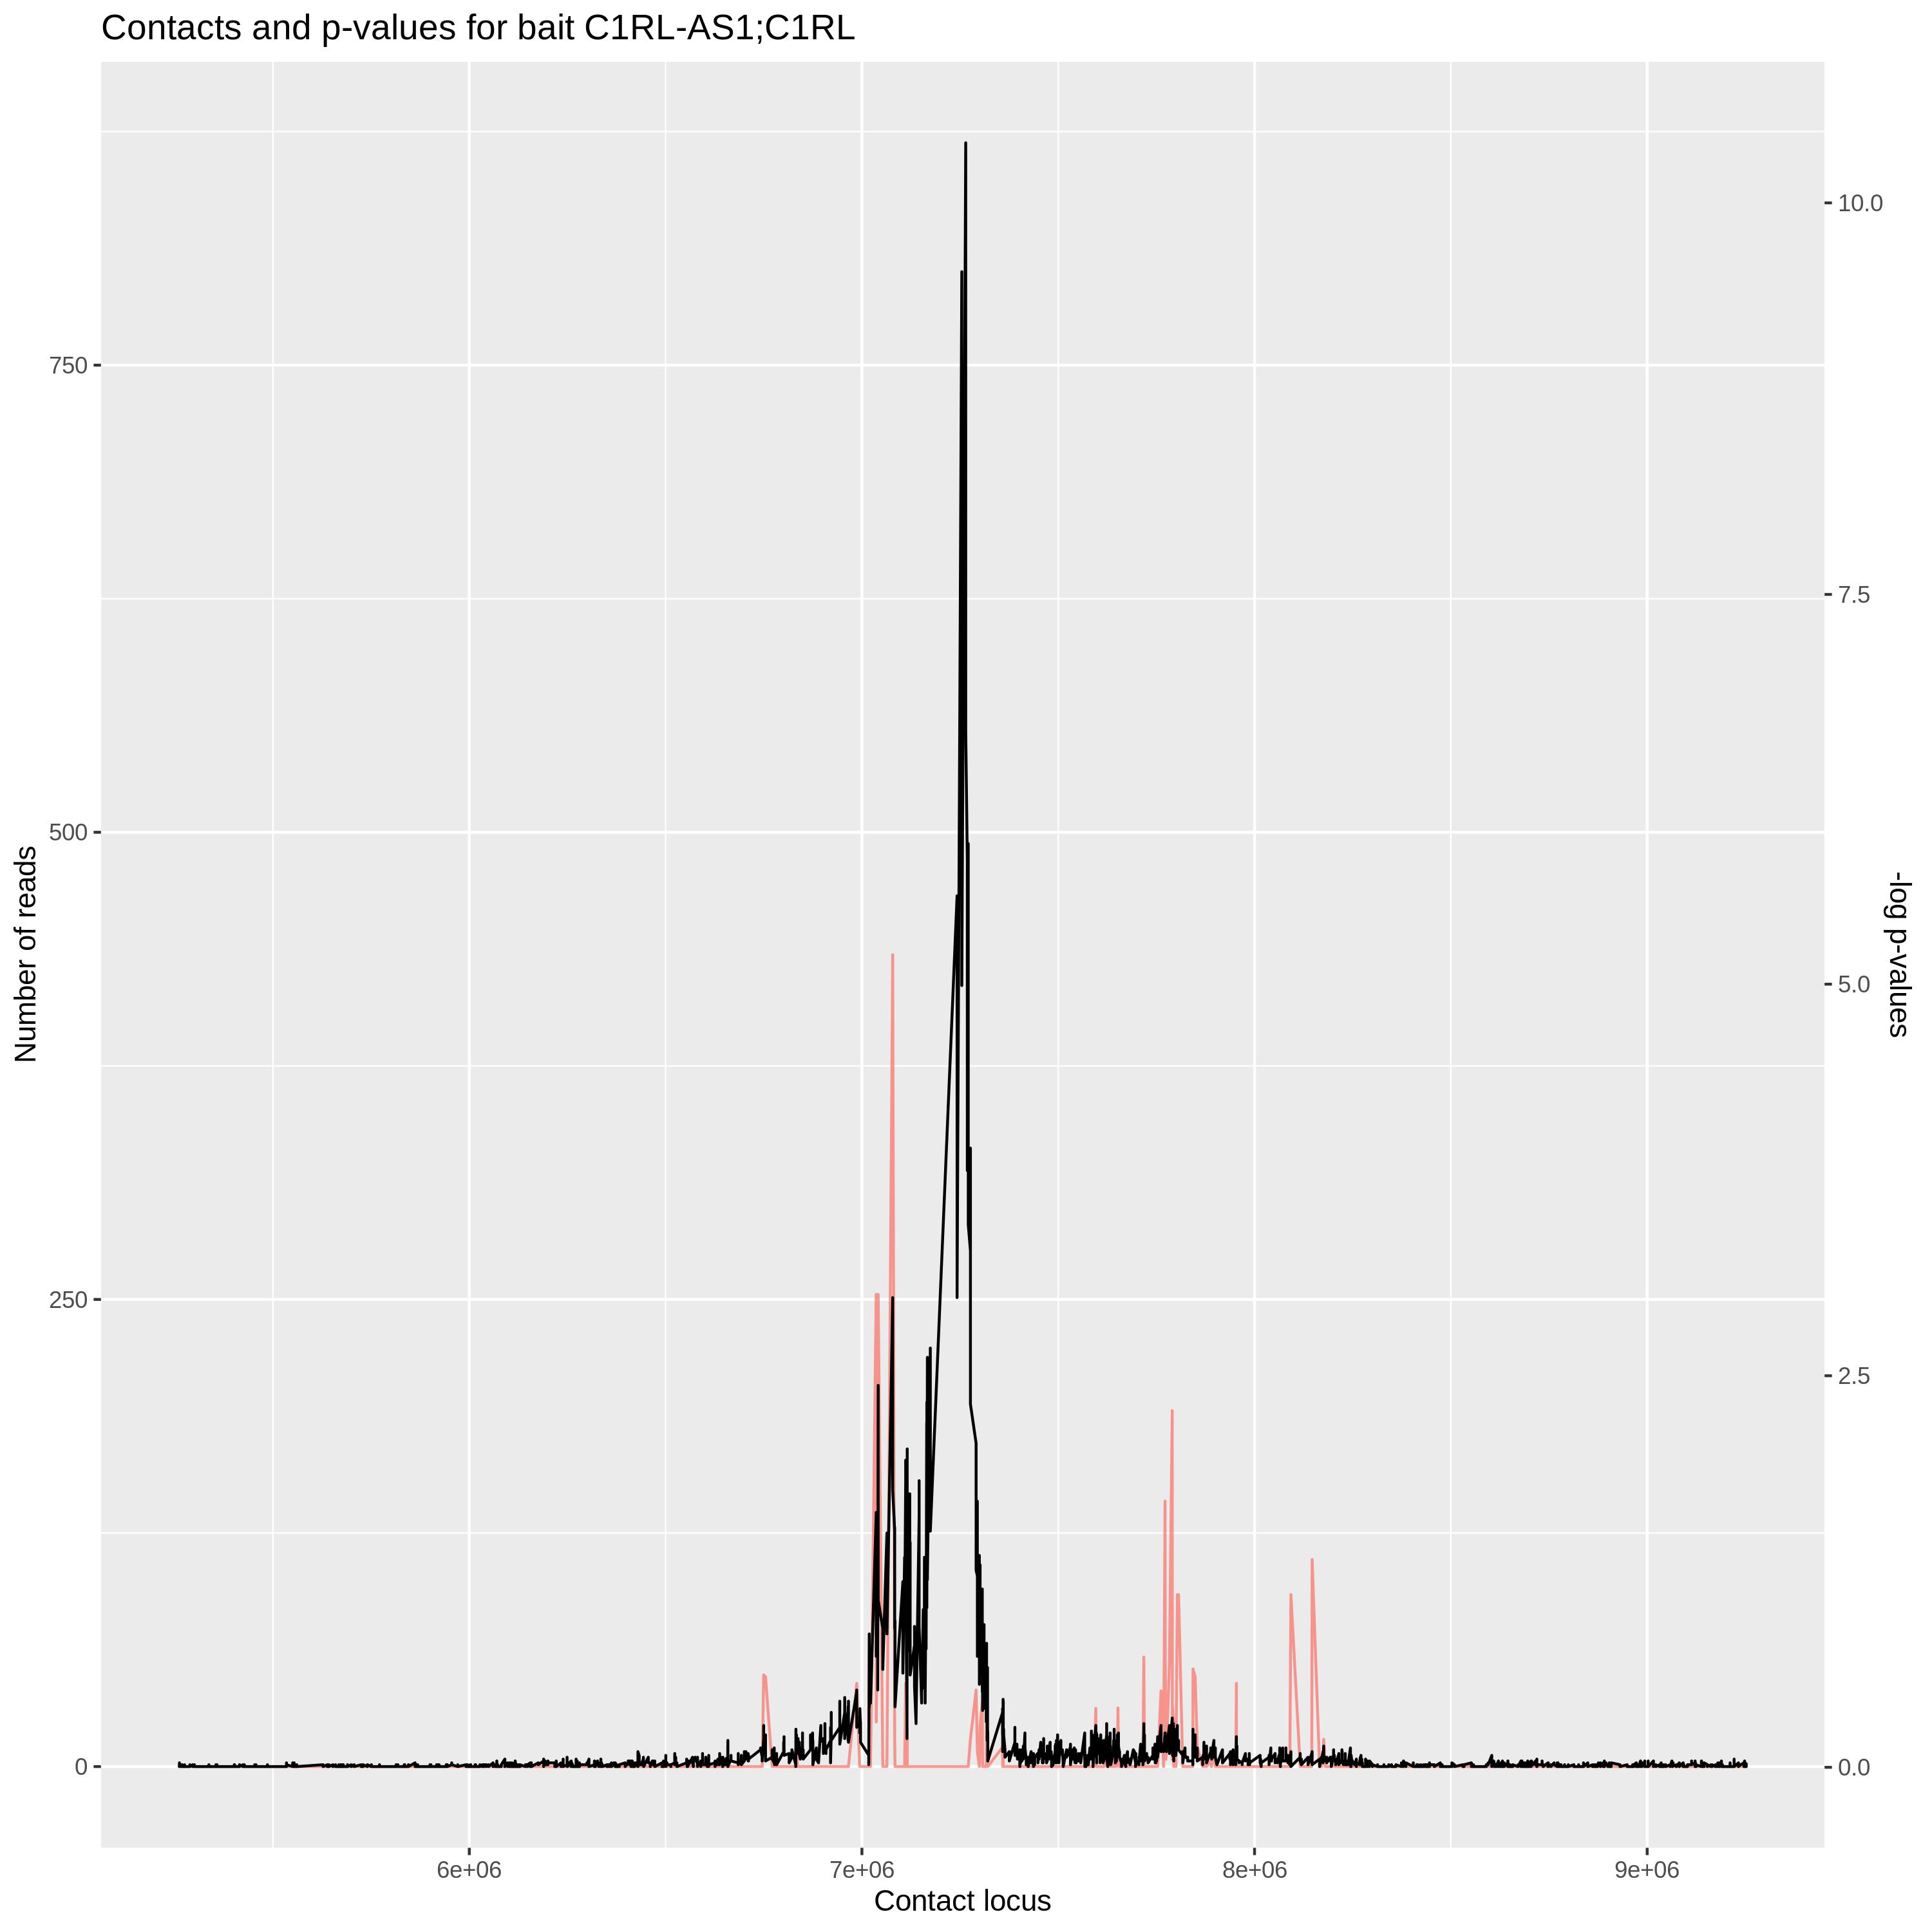 Contacts and p-values for bait C1RL-AS1;C1RL
Number of reads
750
500
250
0
10.0
7.5
5.0
2.5
0.0
-log p-values
6e+06
7e+06
8e+06
9e+06
Contact locus